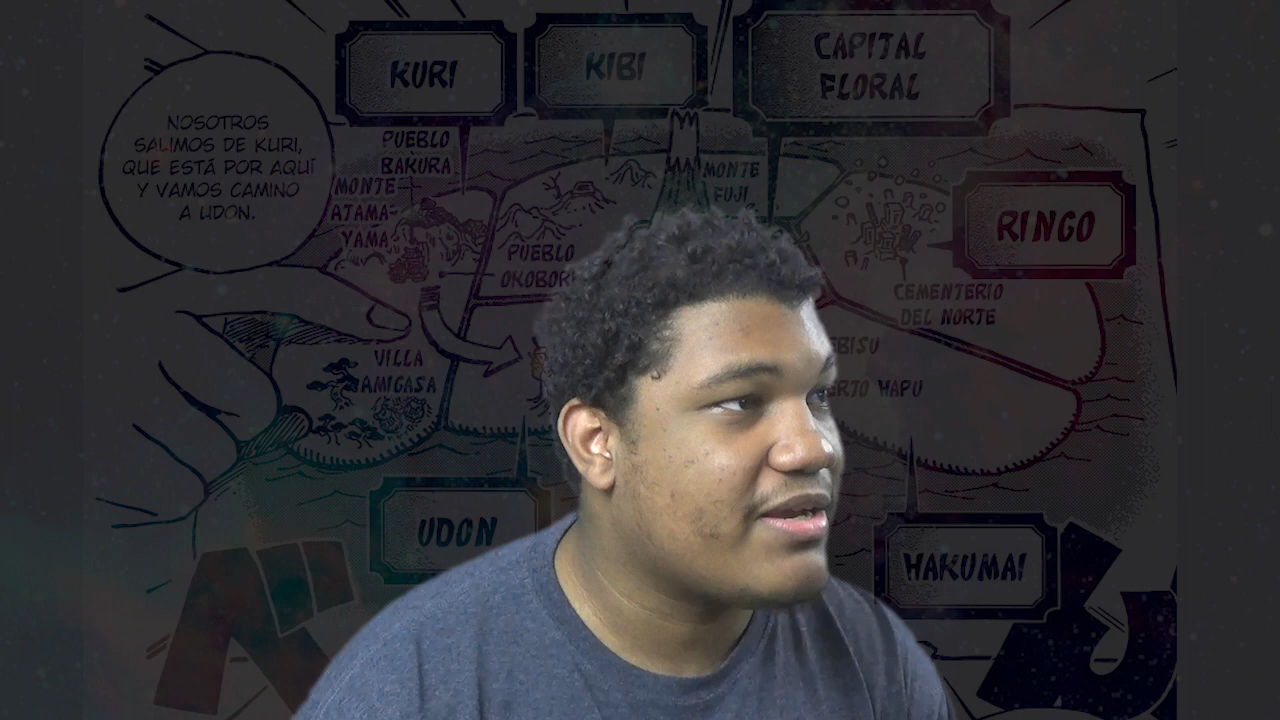 KURI
KIBI
CAPITAL
FLORAL
NOSOTROS
SALIMOS DE KURI,
QUE ESTÁ POR AQUÍ
Y VAMOS CAMINO
A UDON.
PUEBLO
BAKURA
MONTE
ATAMA-
YAMA
MONTE
FUJI
RINGO
PUEBLO
CEMENTERIO
DEL NORTE
VILLA
AMIGASA
HAPU
UDON
HAKUMAI